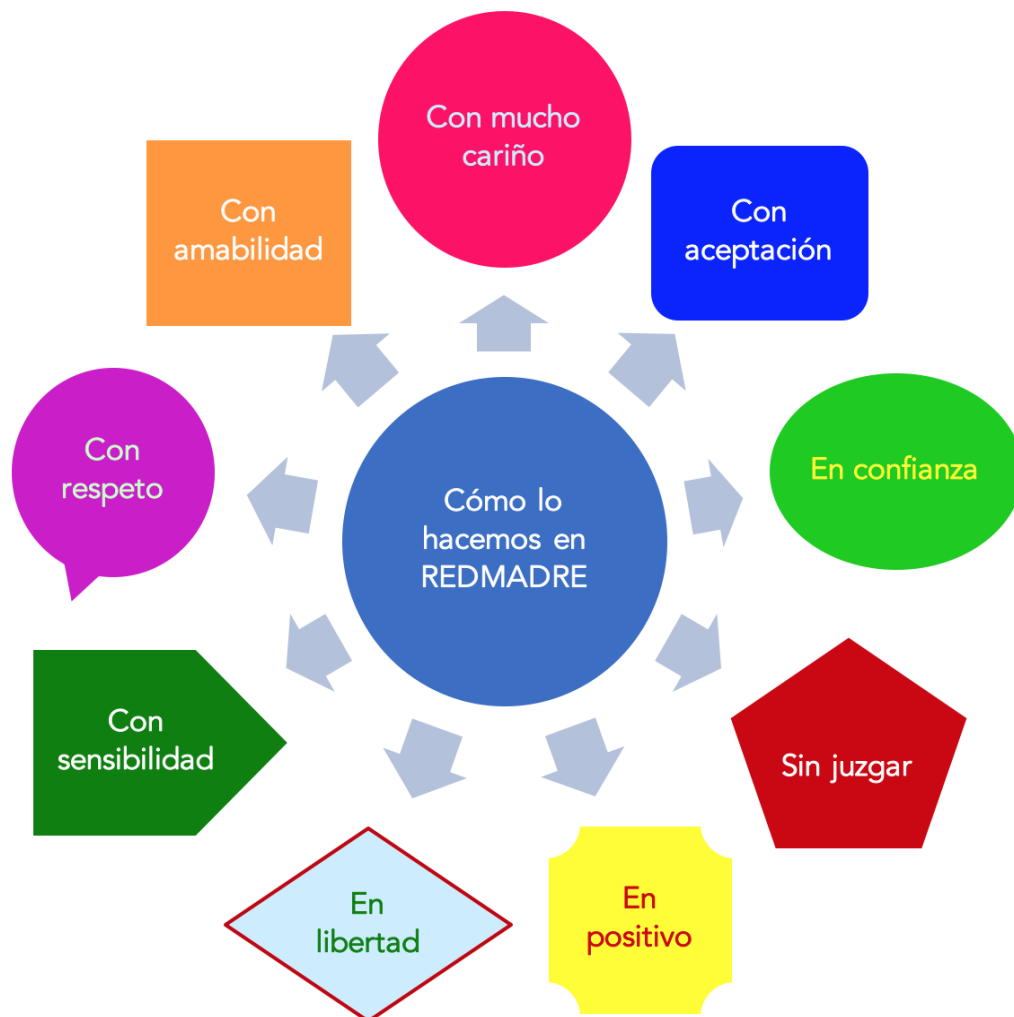 Con mucho
cariño
Con
amabilidad
Con
aceptación
Con
respeto
En confianza
Cómo lo
hacemos en
REDMADRE
Con
sensibilidad
Sin juzgar
En
libertad
En
positivo